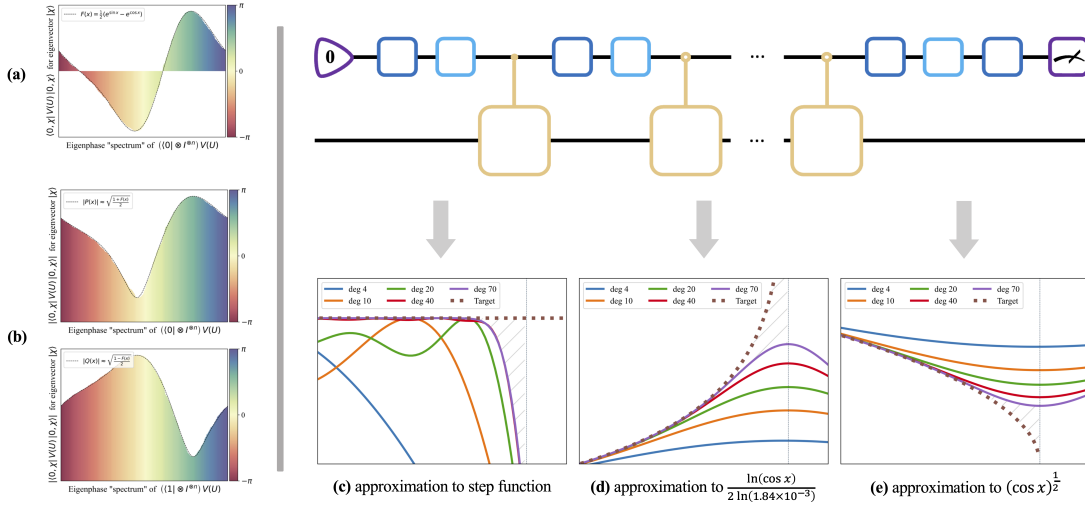 (a)
F(x) = ½(e^{sin x} − e^{cos x})
⟨0, χ| V(U) |0, χ⟩ for eigenvector |χ⟩
π
0
−π
Eigenphase "spectrum" of (⟨0| ⊗ I^{⊗n}) V(U)
(b)
|P(x)| = √((1 + F(x))/2)
|⟨0, χ| V(U) |0, χ⟩| for eigenvector |χ⟩
π
0
−π
Eigenphase "spectrum" of (⟨0| ⊗ I^{⊗n}) V(U)
|Q(x)| = √((1 − F(x))/2)
|⟨0, χ| V(U) |0, χ⟩| for eigenvector |χ⟩
π
0
−π
Eigenphase "spectrum" of (⟨1| ⊗ I^{⊗n}) V(U)
0
...
...
deg 4 deg 20 deg 70
deg 10 deg 40 Target
(c) approximation to step function
deg 4 deg 20 deg 70
deg 10 deg 40 Target
(d) approximation to ln(cos x) / 2 ln(1.84×10⁻³)
deg 4 deg 20 deg 70
deg 10 deg 40 Target
(e) approximation to (cos x)^{1/2}